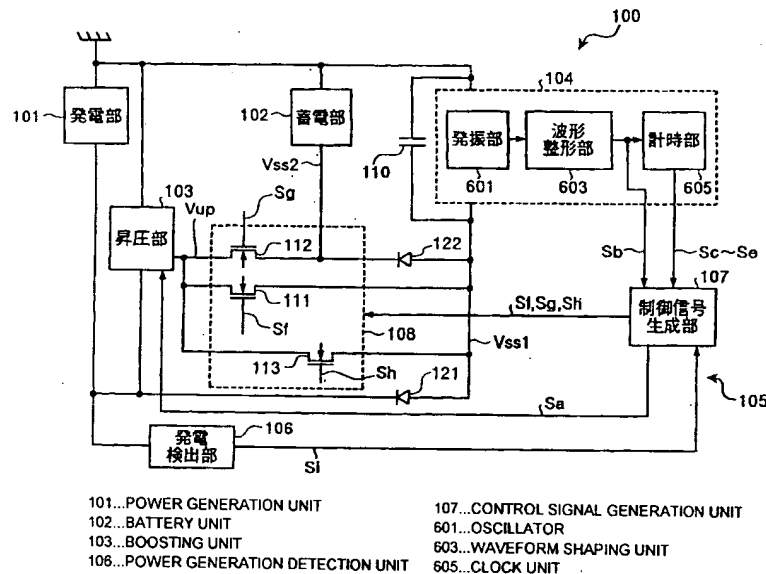 100
104
101
発電部
102
蓄電部
110
発振部
601
波形
整形部
603
計時部
605
Vss2
103
昇圧部
Vup
Sg
112
122
Sb
Sc~Se
107
制御信号
生成部
111
Sf
Sf,Sg,Sh
108
Vss1
113
Sh
121
Sa
105
発電
検出部
106
Si
101...POWER GENERATION UNIT
102...BATTERY UNIT
103...BOOSTING UNIT
106...POWER GENERATION DETECTION UNIT
107...CONTROL SIGNAL GENERATION UNIT
601...OSCILLATOR
603...WAVEFORM SHAPING UNIT
605...CLOCK UNIT